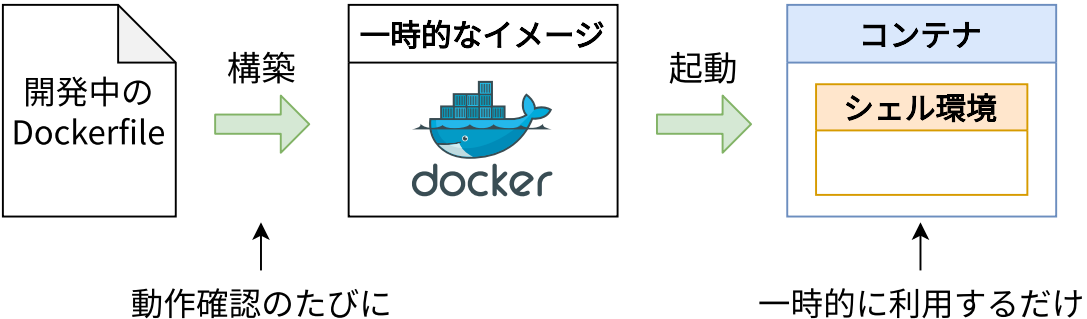 開発中の
Dockerfile
構築
一時的なイメージ
docker
起動
コンテナ
シェル環境
動作確認のたびに
一時的に利用するだけ